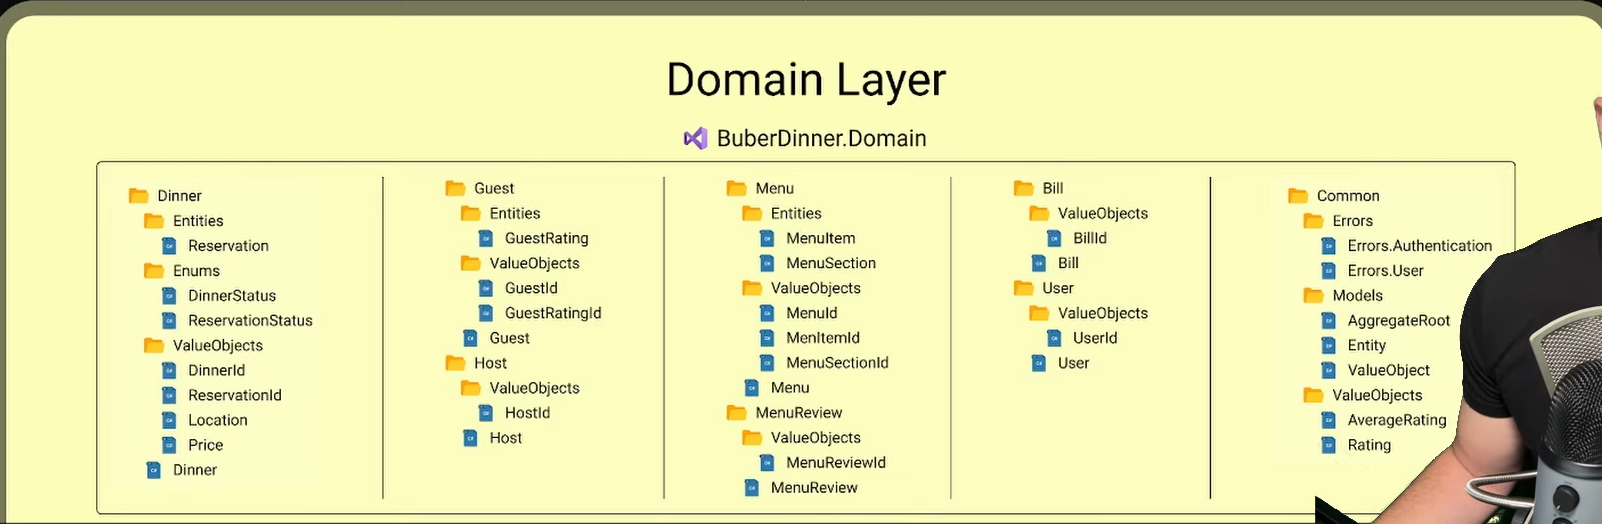 Domain Layer
BuberDinner.Domain
Dinner
Entities
Reservation
Enums
DinnerStatus
ReservationStatus
ValueObjects
DinnerId
ReservationId
Location
Price
Dinner
Guest
Entities
GuestRating
ValueObjects
GuestId
GuestRatingId
Guest
Host
ValueObjects
HostId
Host
Menu
Entities
MenuItem
MenuSection
ValueObjects
MenuId
MenItemId
MenuSectionId
Menu
MenuReview
ValueObjects
MenuReviewId
MenuReview
Bill
ValueObjects
BillId
Bill
User
ValueObjects
UserId
User
Common
Errors
Errors.Authentication
Errors.User
Models
AggregateRoot
Entity
ValueObject
ValueObjects
AverageRating
Rating